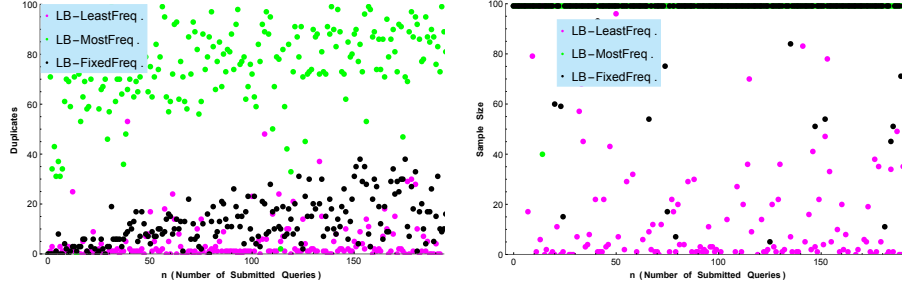 100
80
60
40
20
0
Duplicates
LB-LeastFreq.
LB-MostFreq.
LB-FixedFreq.
0 50 100 150
n (Number of Submitted Queries)
100
80
60
40
20
0
Sample Size
LB-LeastFreq.
LB-MostFreq.
LB-FixedFreq.
0 50 100 150
n (Number of Submitted Queries)